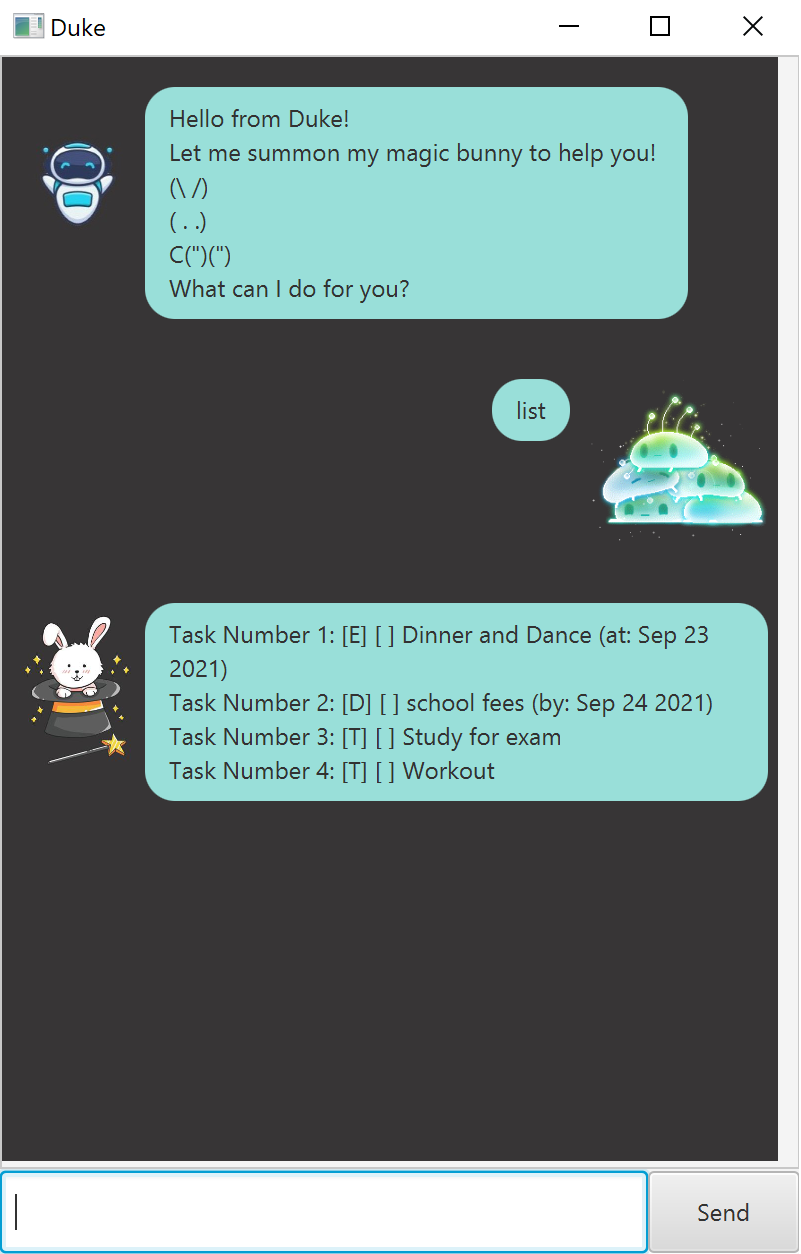 Duke
Hello from Duke!
Let me summon my magic bunny to help you!
(\ /)
( . .)
C(")(")
What can I do for you?
list
Task Number 1: [E] [ ] Dinner and Dance (at: Sep 23
2021)
Task Number 2: [D] [ ] school fees (by: Sep 24 2021)
Task Number 3: [T] [ ] Study for exam
Task Number 4: [T] [ ] Workout
Send